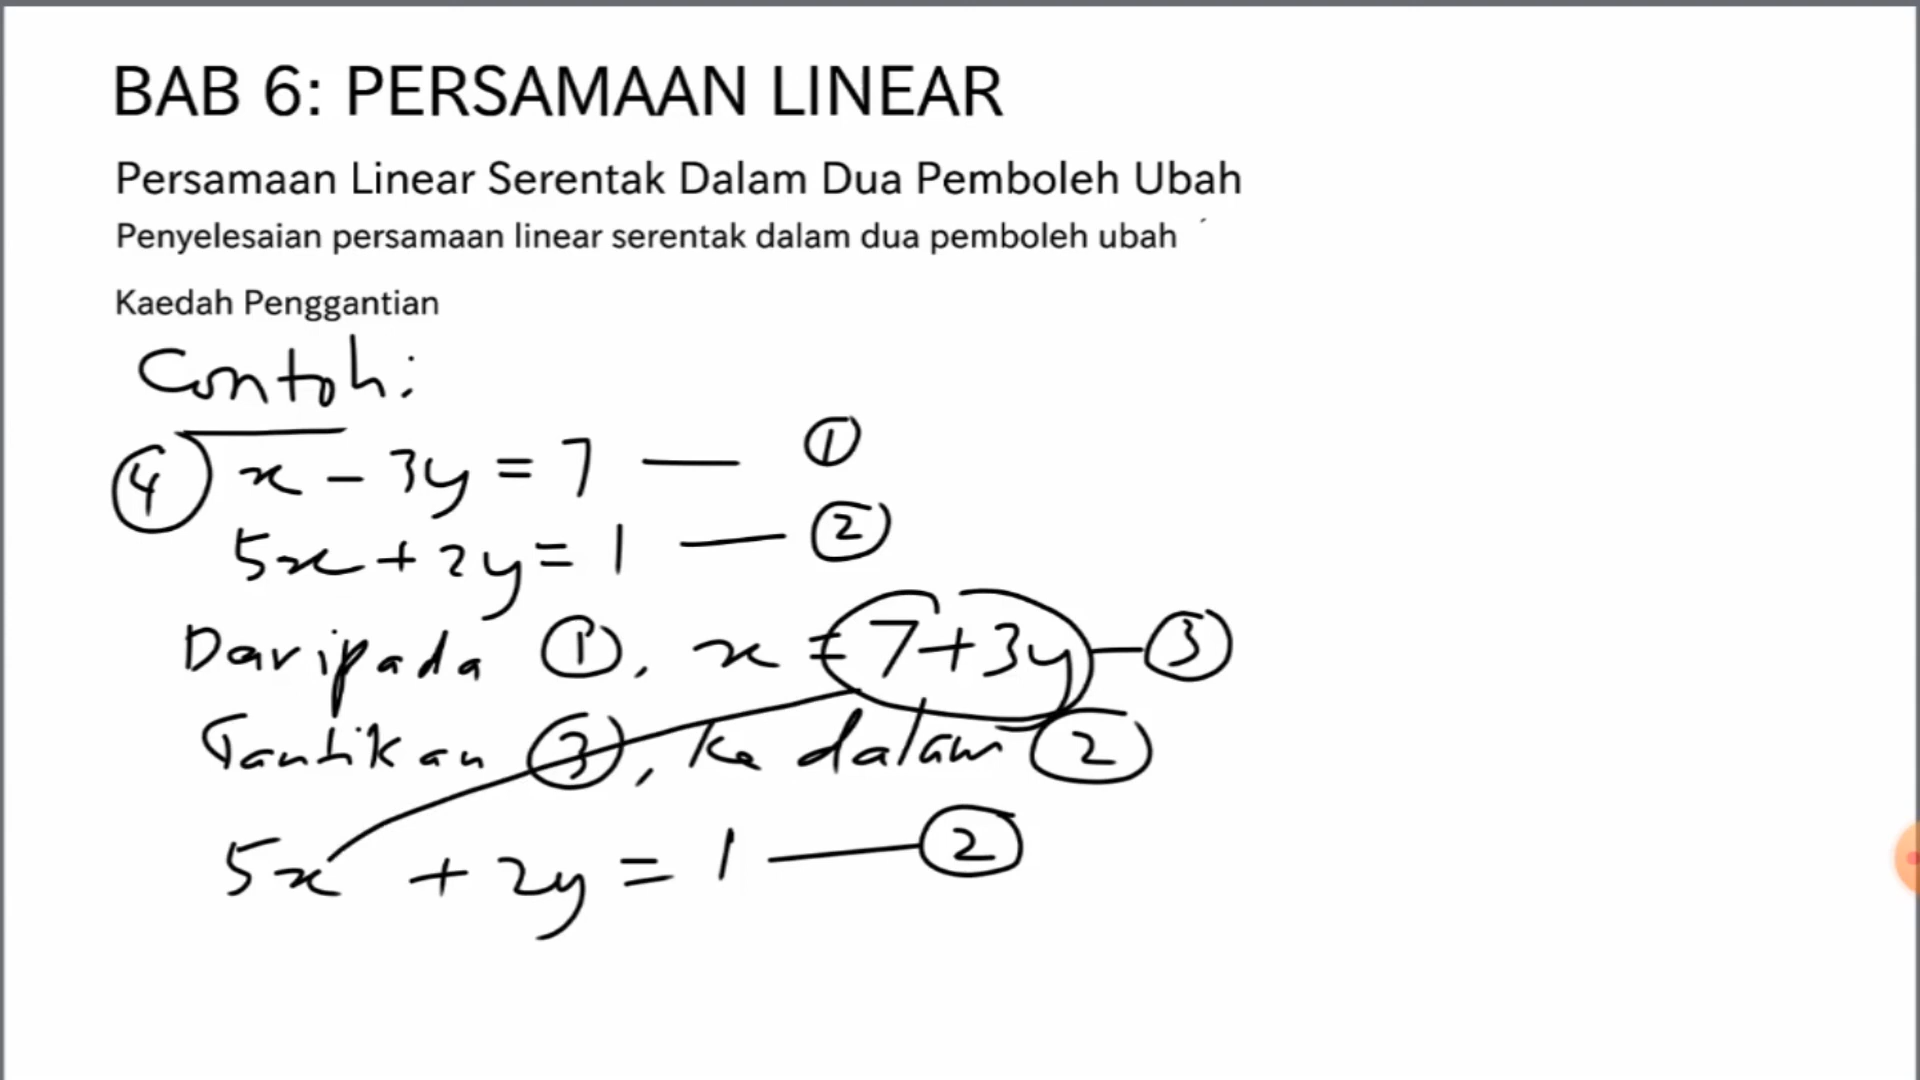 BAB 6: PERSAMAAN LINEAR
Persamaan Linear Serentak Dalam Dua Pemboleh Ubah
Penyelesaian persamaan linear serentak dalam dua pemboleh ubah
Kaedah Penggantian
Contoh:
④ x - 3y = 7 — ①
5x + 2y = 1 — ②
Daripada ①, x = 7 + 3y — ③
Gantikan ③, ke dalam ②
5x + 2y = 1 — ②